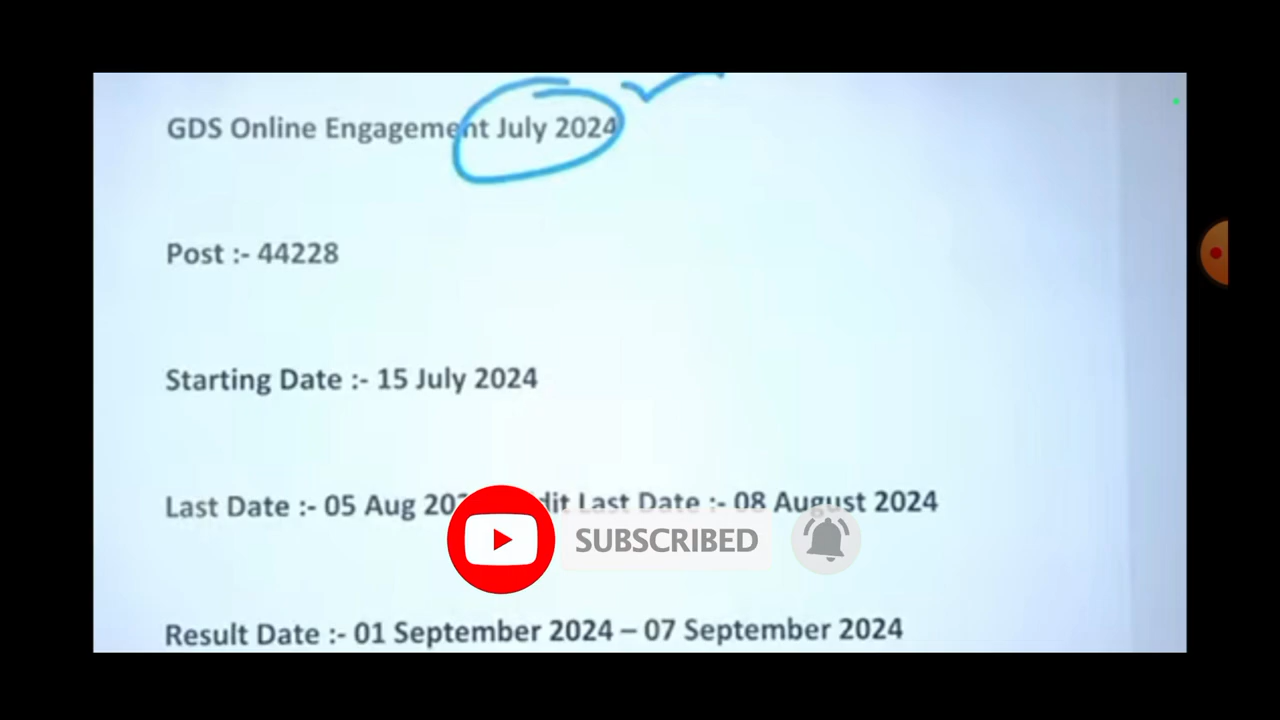 GDS Online Engagement July 2024
Post :- 44228
Starting Date :- 15 July 2024
Last Date :- 05 Aug Last Date :- 08 August 2024
SUBSCRIBED
Result Date :- 01 September 2024 – 07 September 2024